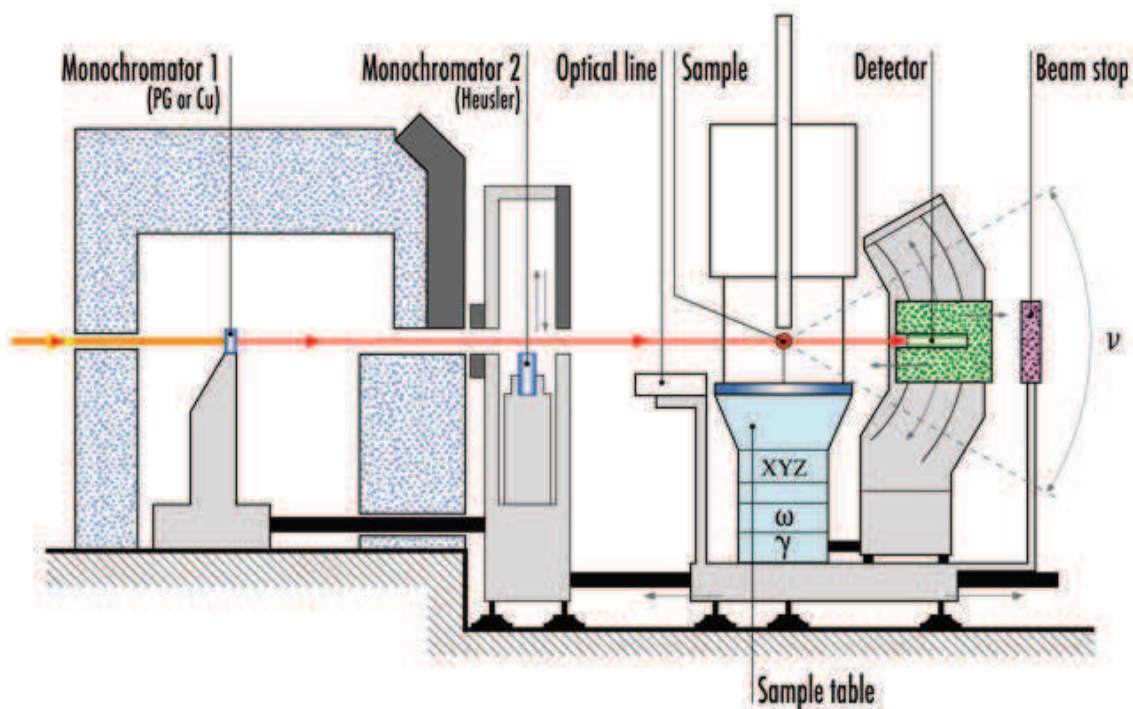 Monochromator 1
(PG or Cu)
Monochromator 2
(Heusler)
Optical line
Sample
Detector
Beam stop
ν
XYZ
ω
γ
Sample table